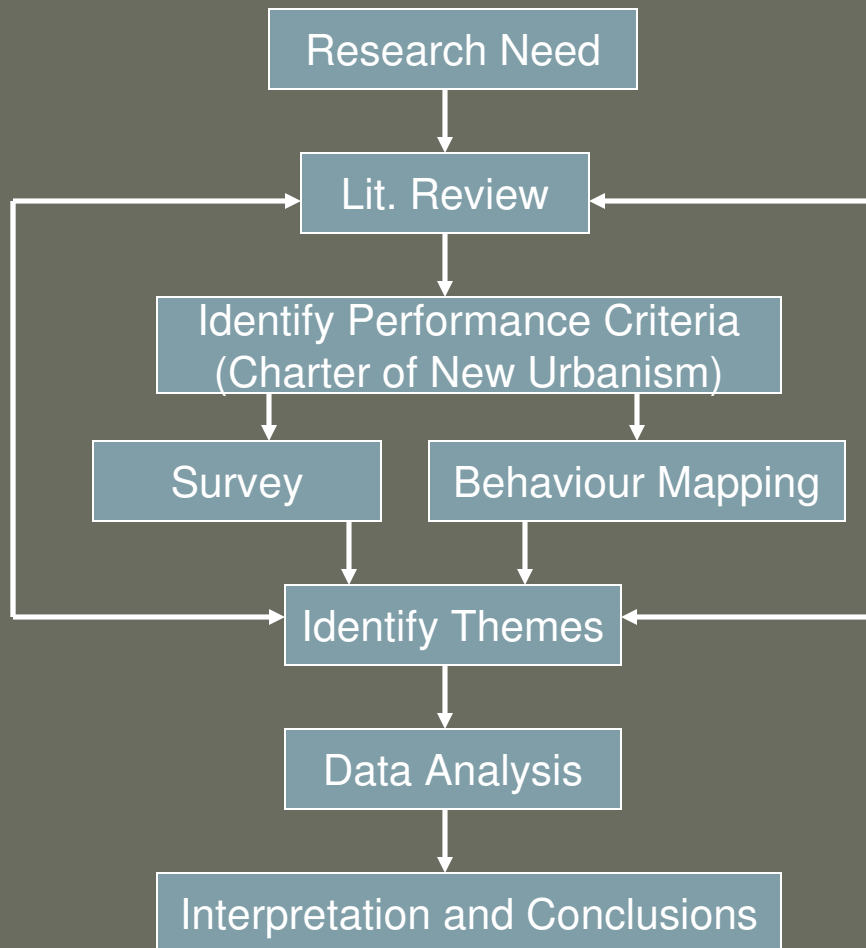 Research Need
Lit. Review
Identify Performance Criteria
(Charter of New Urbanism)
Survey
Behaviour Mapping
Identify Themes
Data Analysis
Interpretation and Conclusions